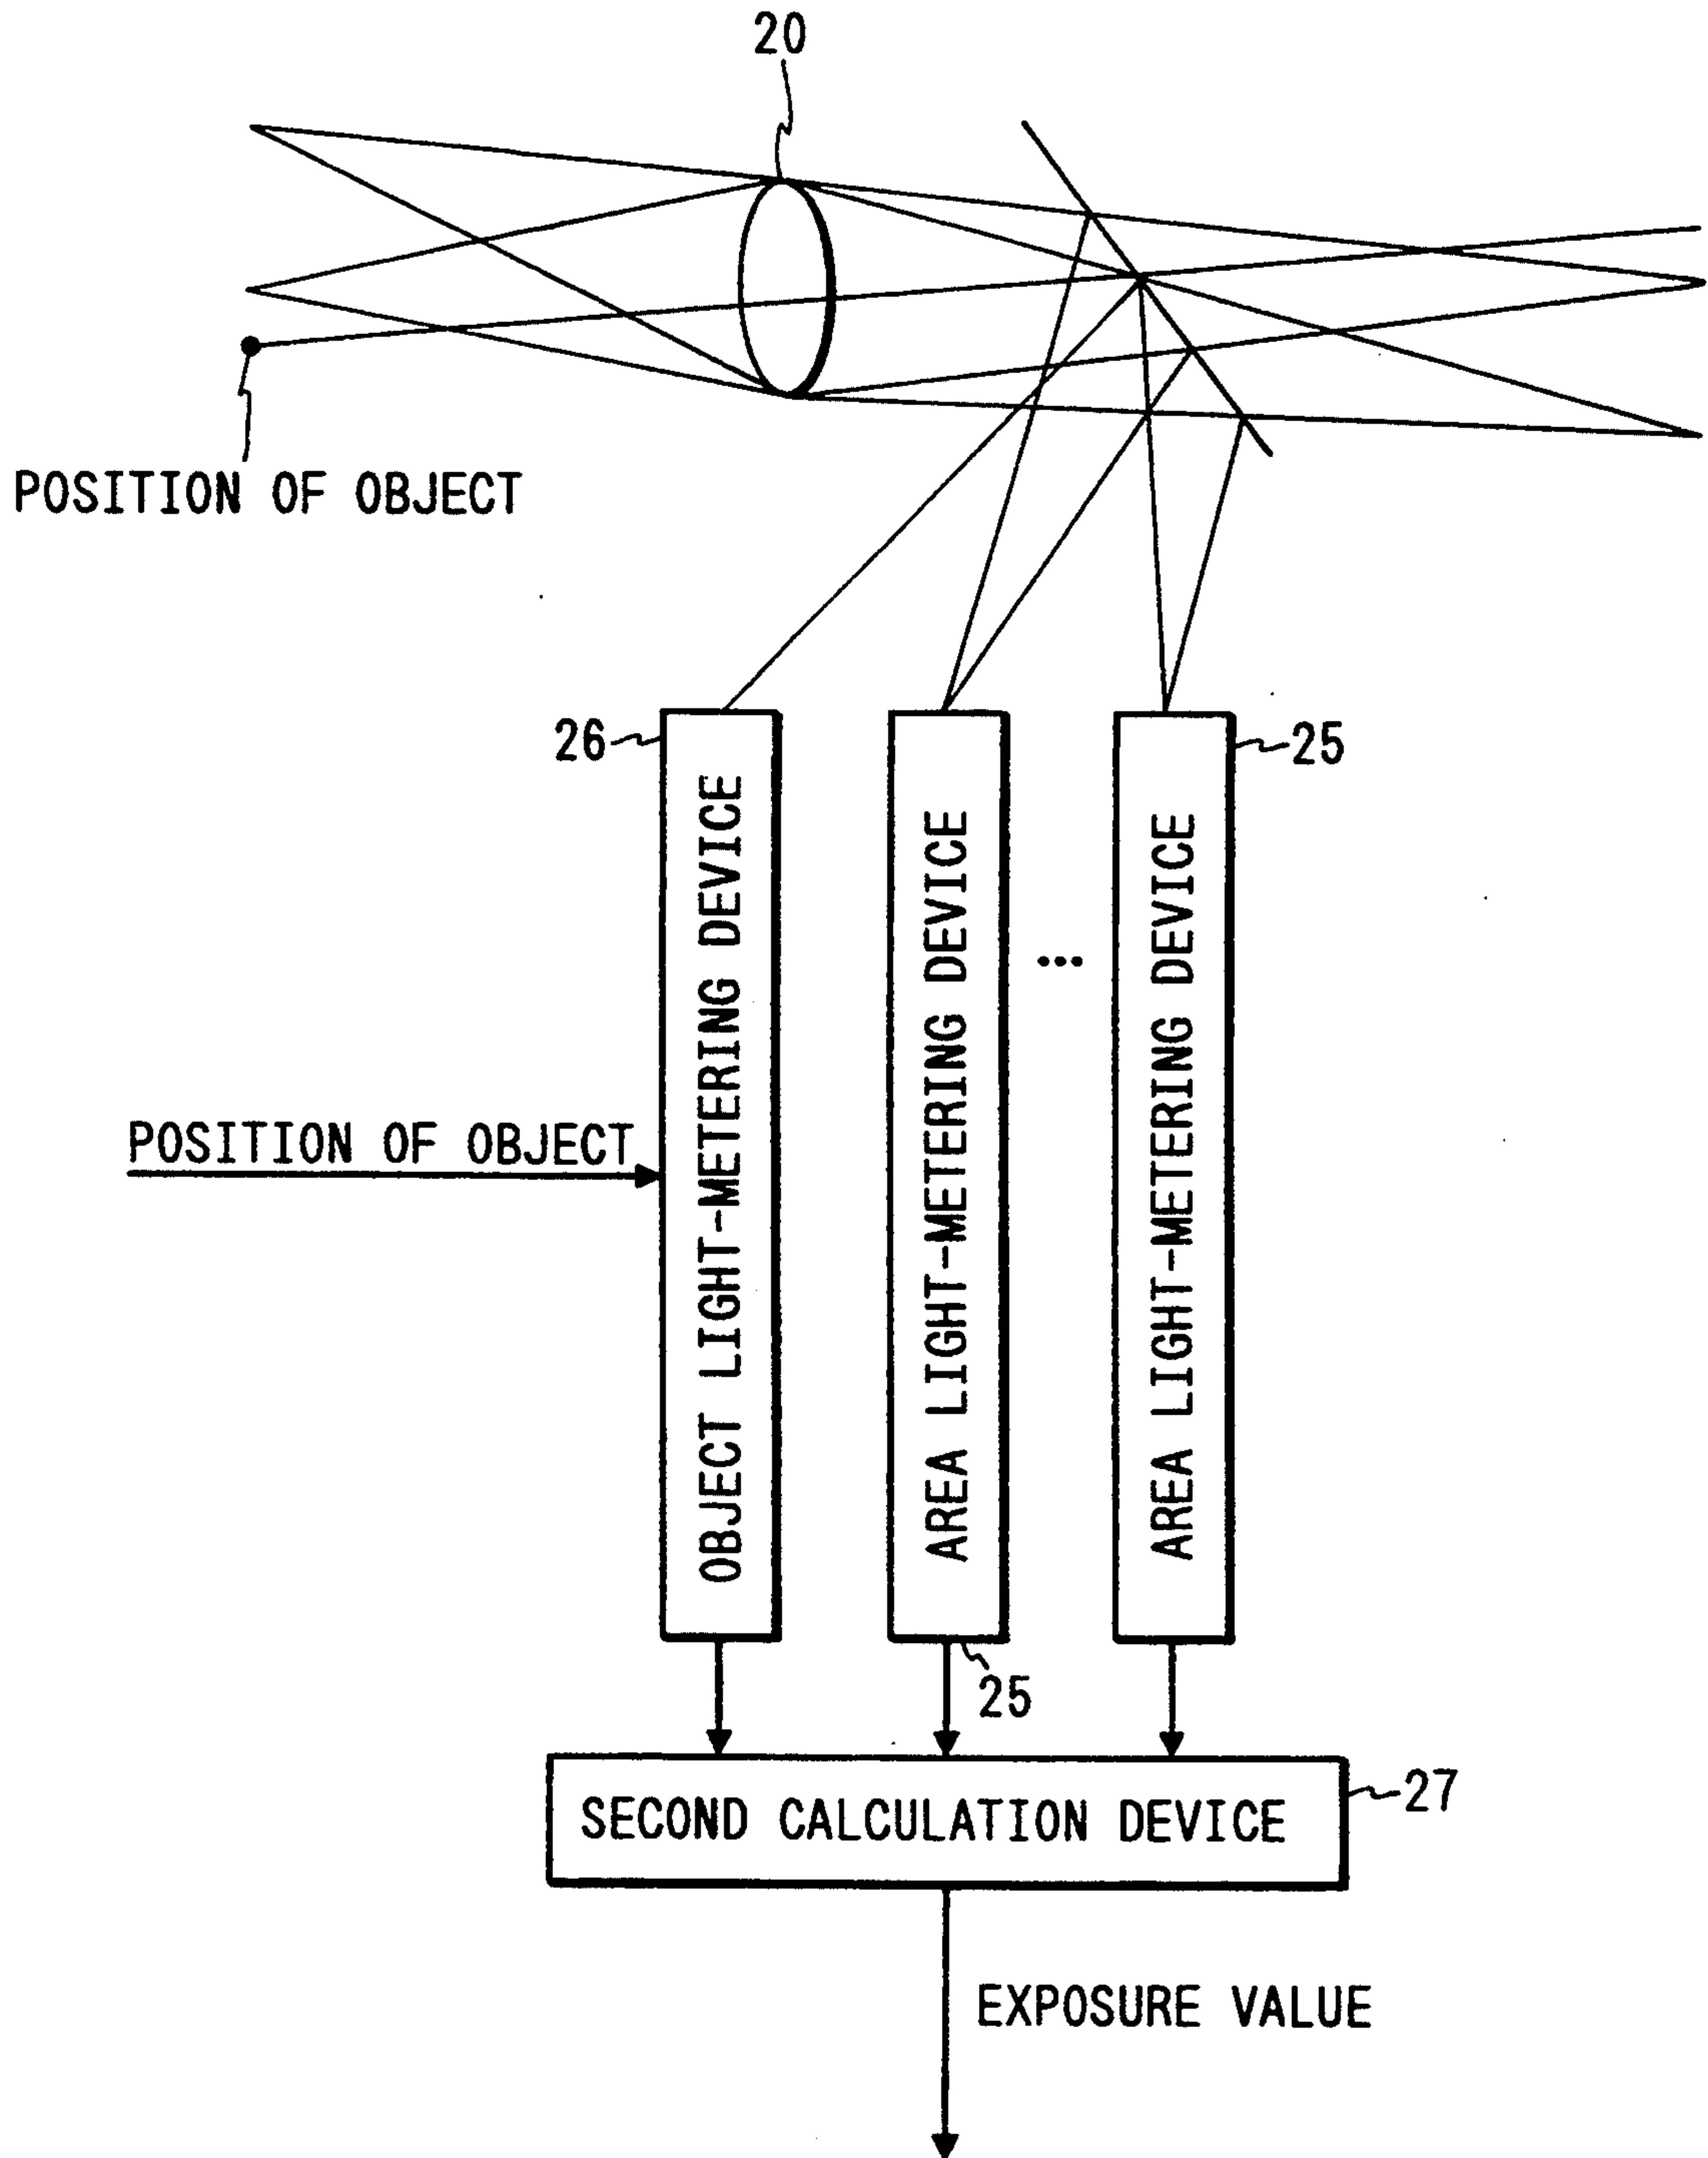 20
POSITION OF OBJECT
26
25
OBJECT LIGHT-METERING DEVICE
AREA LIGHT-METERING DEVICE
...
AREA LIGHT-METERING DEVICE
POSITION OF OBJECT
25
SECOND CALCULATION DEVICE
27
EXPOSURE VALUE